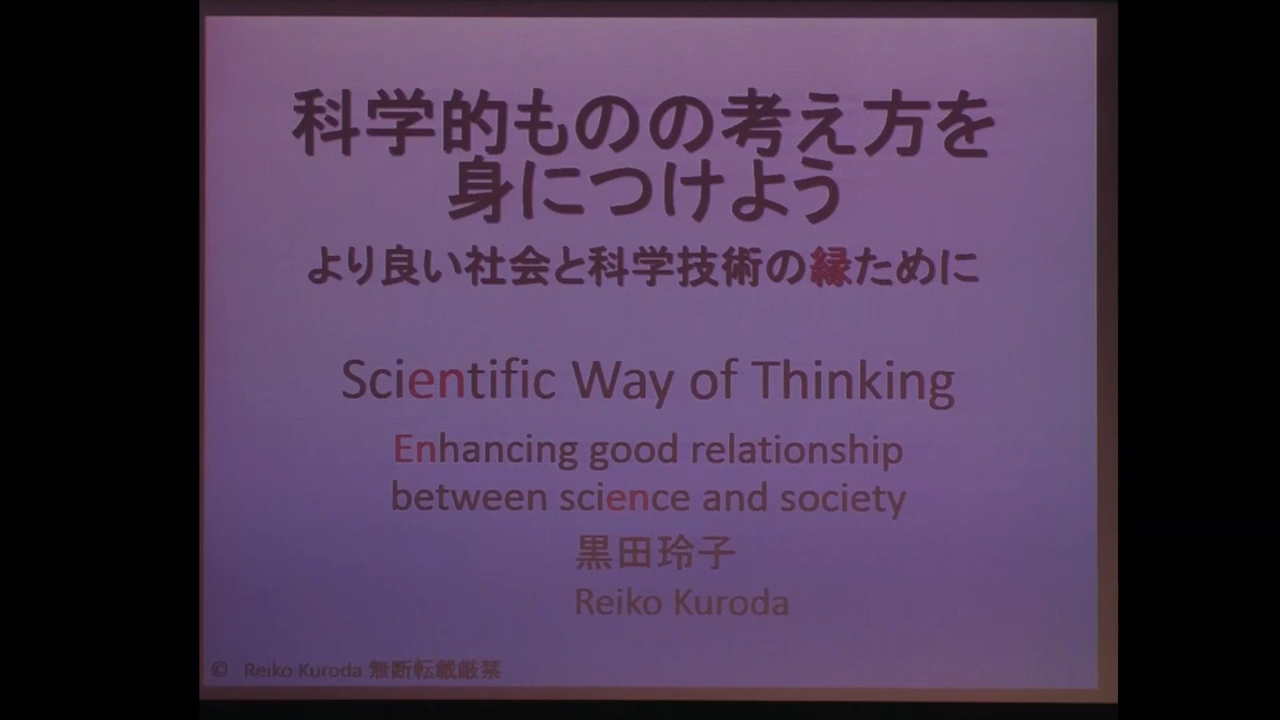 科学的ものの考え方を
身につけよう
より良い社会と科学技術の縁ために
Scientific Way of Thinking
Enhancing good relationship
between science and society
黒田玲子
Reiko Kuroda
© Reiko Kuroda 無断転載厳禁